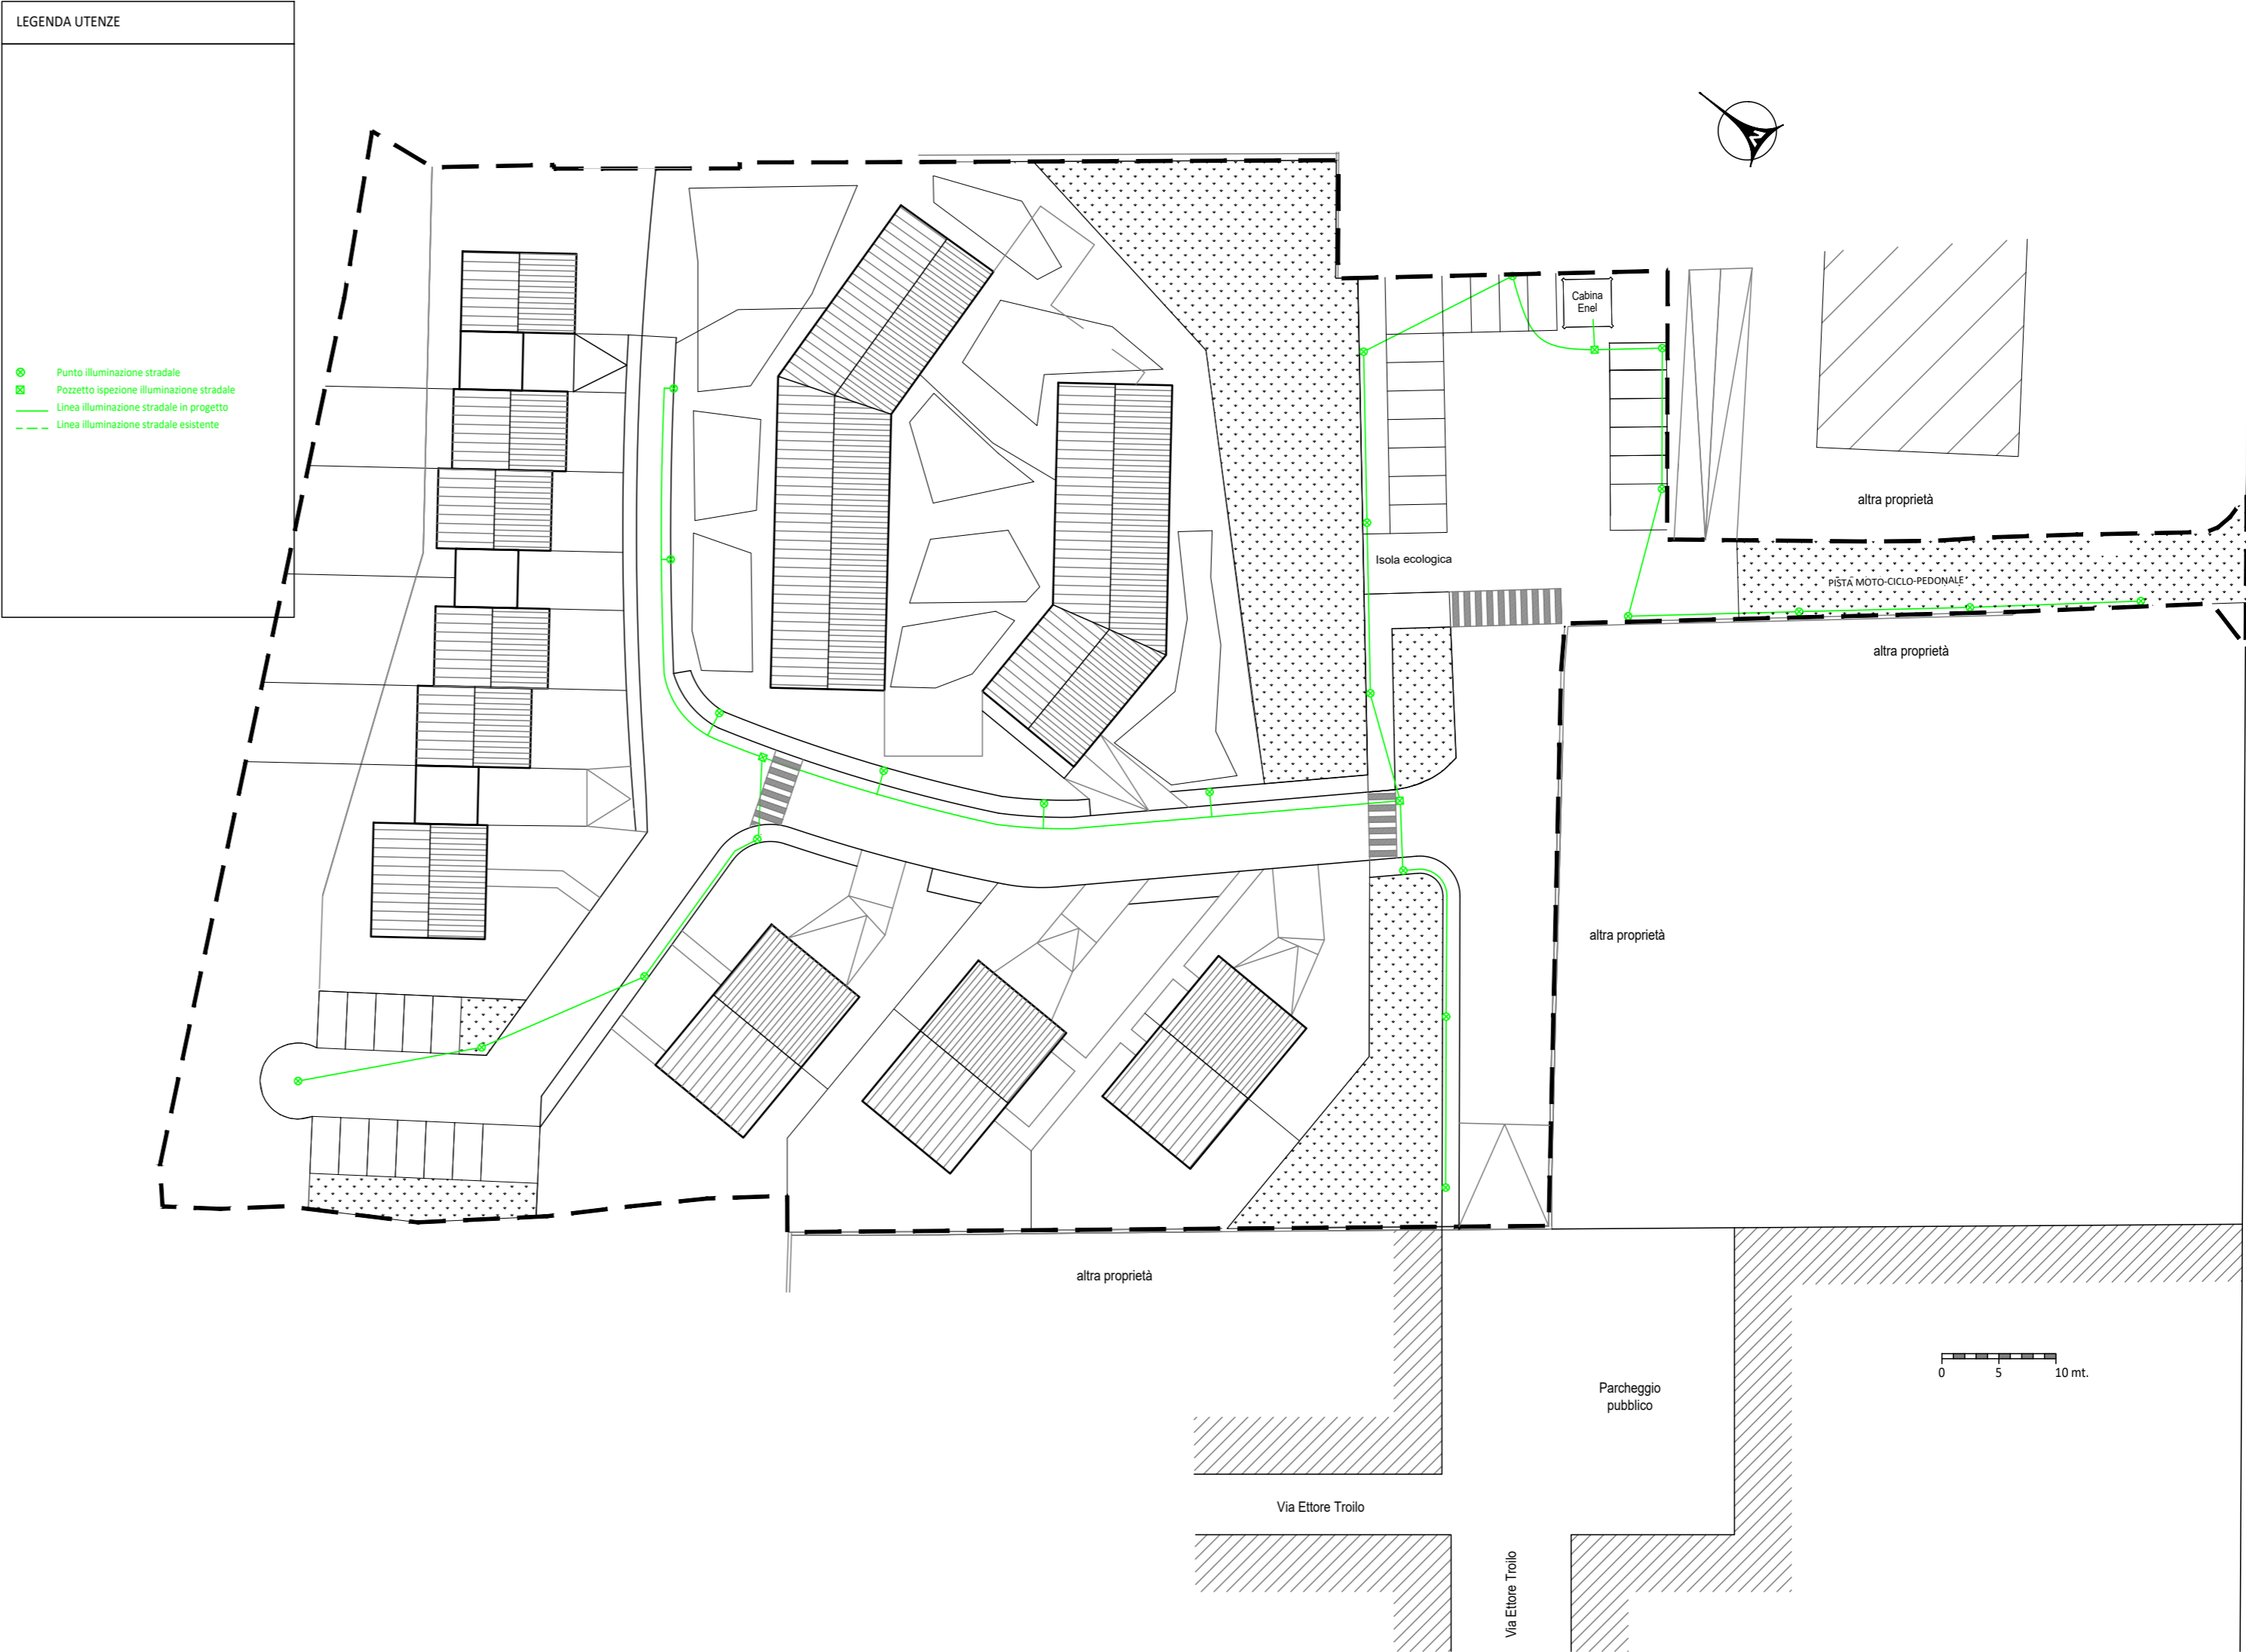 LEGENDA UTENZE
Punto illuminazione stradale
Pozzetto ispezione illuminazione stradale
Linea illuminazione stradale in progetto
Linea illuminazione stradale esistente
Cabina
Enel
altra proprietà
Isola ecologica
PISTA MOTO-CICLO-PEDONALE
altra proprietà
altra proprietà
altra proprietà
0 5 10 mt.
Parcheggio
pubblico
Via Ettore Troilo
Via Ettore Troilo